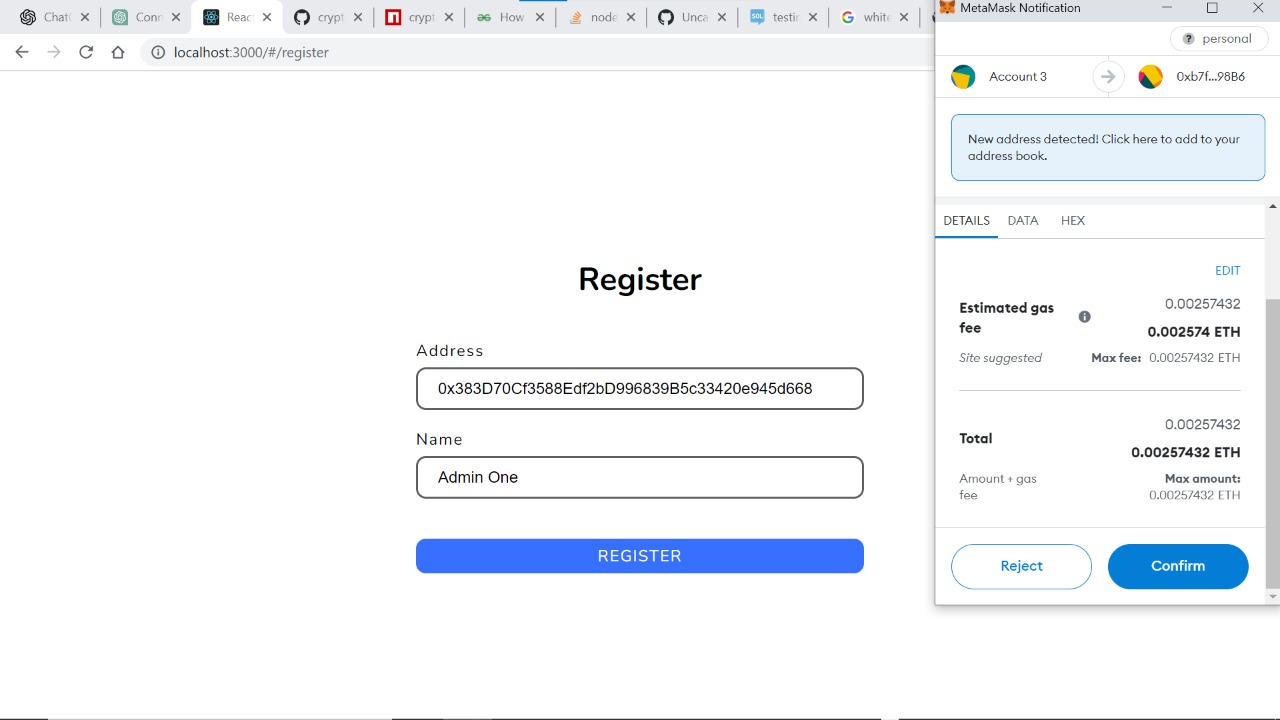 ChatG
Conn
React
crypt
crypt
How
node
Unca
testin
white
MetaMask Notification
localhost:3000/#/register
? personal
Account 3
0xb7f...98B6
New address detected! Click here to add to your
address book.
DETAILS DATA HEX
EDIT
Estimated gas
fee
0.00257432
0.002574 ETH
Site suggested
Max fee: 0.00257432 ETH
Total
0.00257432
0.00257432 ETH
Amount + gas
fee
Max amount:
0.00257432 ETH
Reject
Confirm
Register
Address
0x383D70Cf3588Edf2bD996839B5c33420e945d668
Name
Admin One
REGISTER